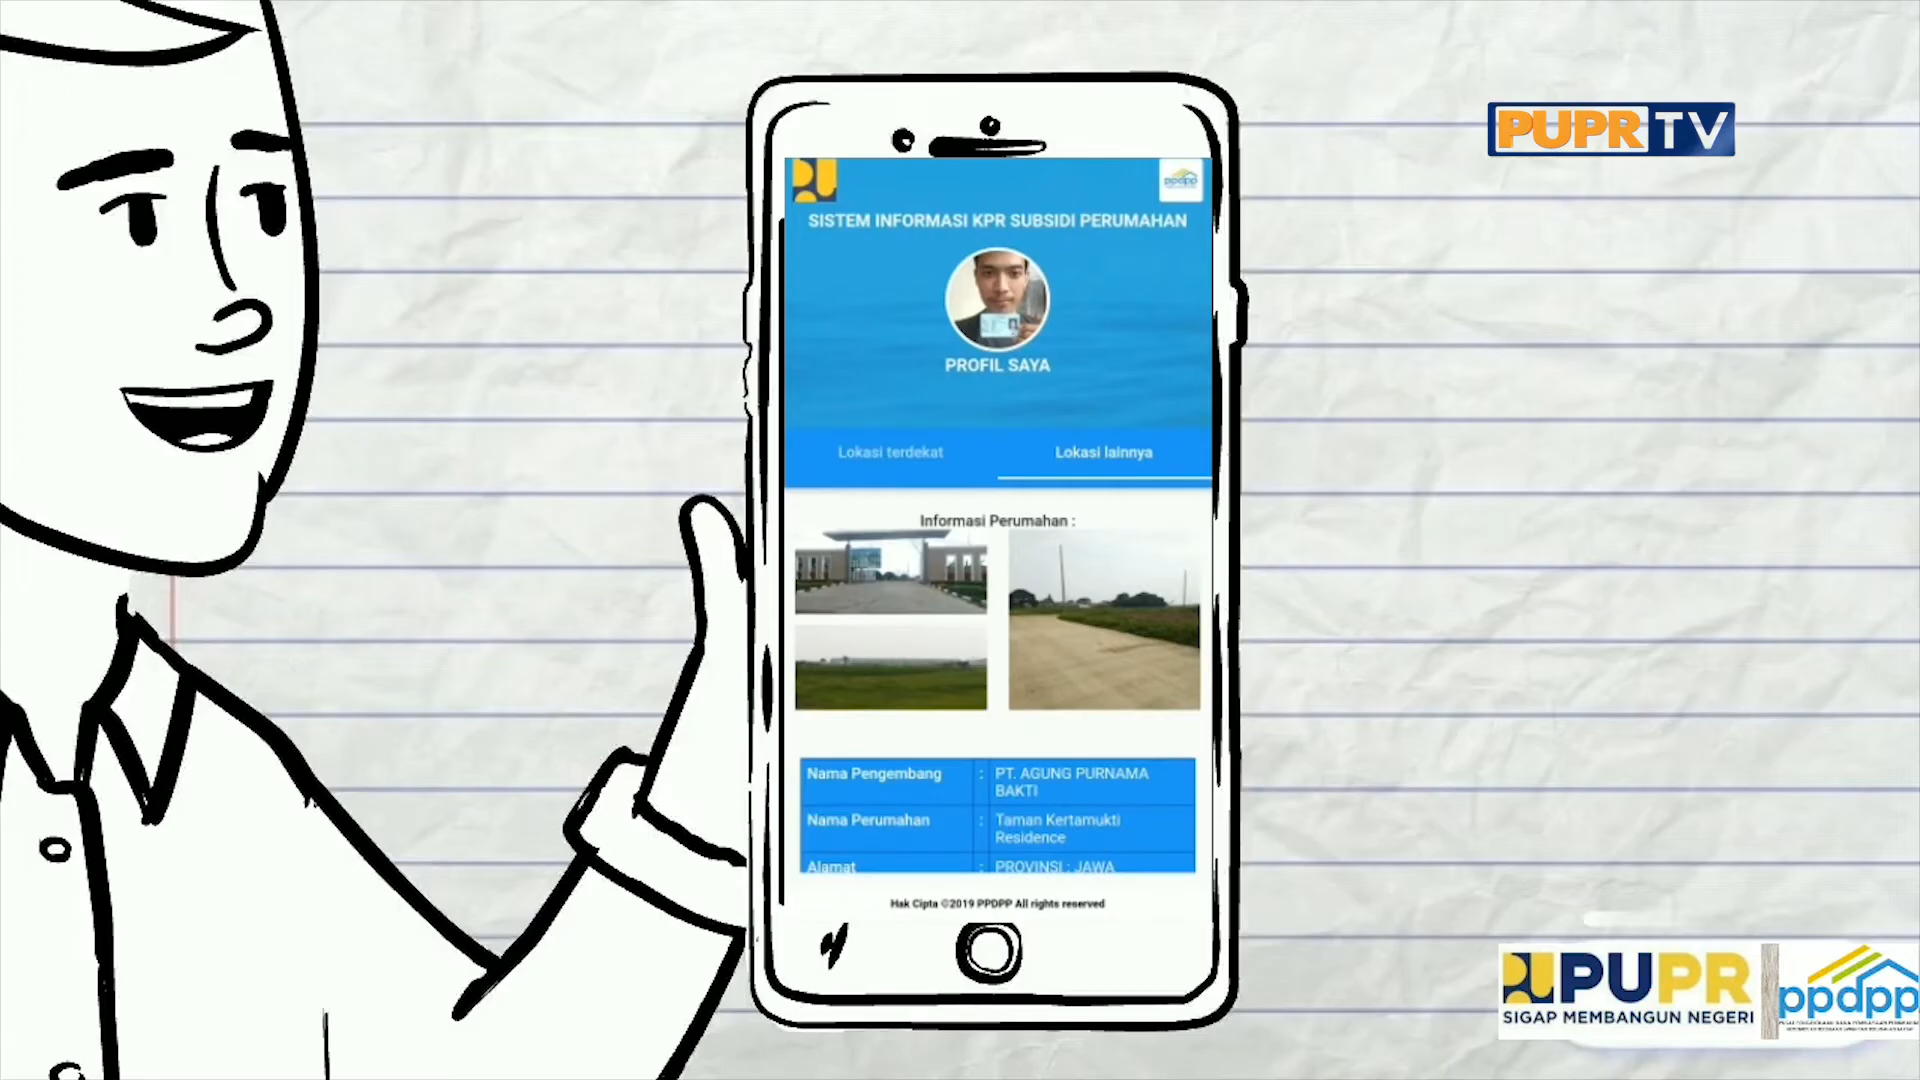 PUPR TV
ppdpp
SISTEM INFORMASI KPR SUBSIDI PERUMAHAN
PROFIL SAYA
Lokasi terdekat
Lokasi lainnya
Informasi Perumahan :
Nama Pengembang : PT. AGUNG PURNAMA
BAKTI
Nama Perumahan : Taman Kertamukti
Residence
Alamat : PROVINSI : JAWA
Hak Cipta ©2019 PPDPP All rights reserved
PUPR
SIGAP MEMBANGUN NEGERI
ppdpp